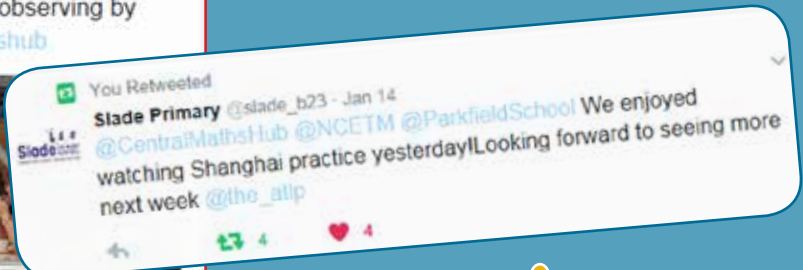 observing by
shub
You Retweeted
Slade Primary @slade_b23 - Jan 14
@CentralMathsHub @NCETM @ParkfieldSchool We enjoyed
watching Shanghai practice yesterday!Looking forward to seeing more
next week @the_atlp
Slade
4
4